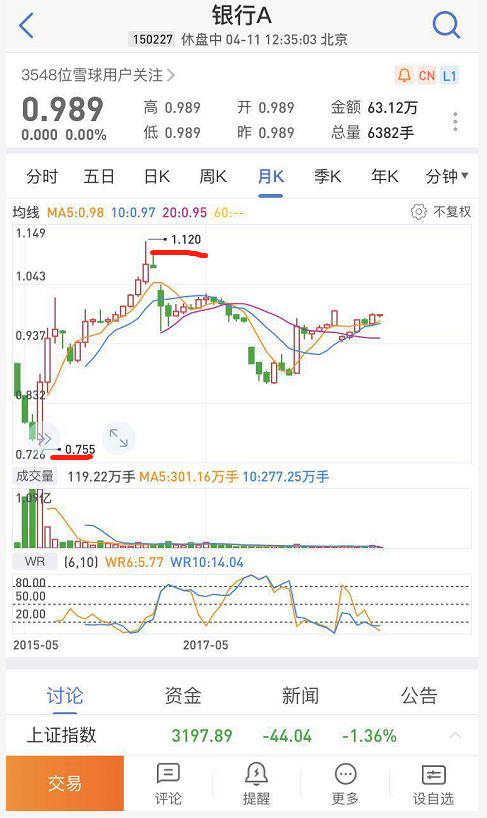 银行A
150227 休盘中 04-11 12:35:03 北京
3548位雪球用户关注
CN L1
0.989 高 0.989 开 0.989 金额 63.12万
0.000 0.00% 低 0.989 昨 0.989 总量 6382手
分时 五日 日K 周K 月K 季K 年K 分钟
均线 MA5:0.98 10:0.97 20:0.95 60:-- 不复权
1.149
1.120
1.043
0.937
0.832
0.755
0.726
成交量 119.22万手 MA5:301.16万手 10:277.25万手
1.09亿
WR (6,10) WR6:5.77 WR10:14.04
80.00
50.00
20.00
2015-05 2017-05
讨论 资金 新闻 公告
上证指数 3197.89 -44.04 -1.36%
交易 评论 提醒 更多 设自选